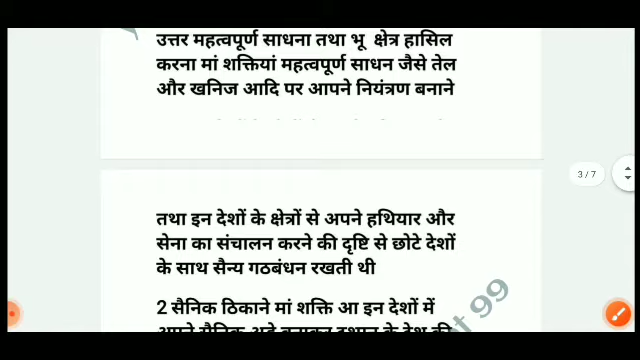 उत्तर महत्वपूर्ण साधना तथा भू क्षेत्र हासिल
करना मां शक्तियां महत्वपूर्ण साधन जैसे तेल
और खनिज आदि पर आपने नियंत्रण बनाने
3/7
तथा इन देशों के क्षेत्रों से अपने हथियार और
सेना का संचालन करने की दृष्टि से छोटे देशों
के साथ सैन्य गठबंधन रखती थी
2 सैनिक ठिकाने मां शक्ति आ इन देशों में
99